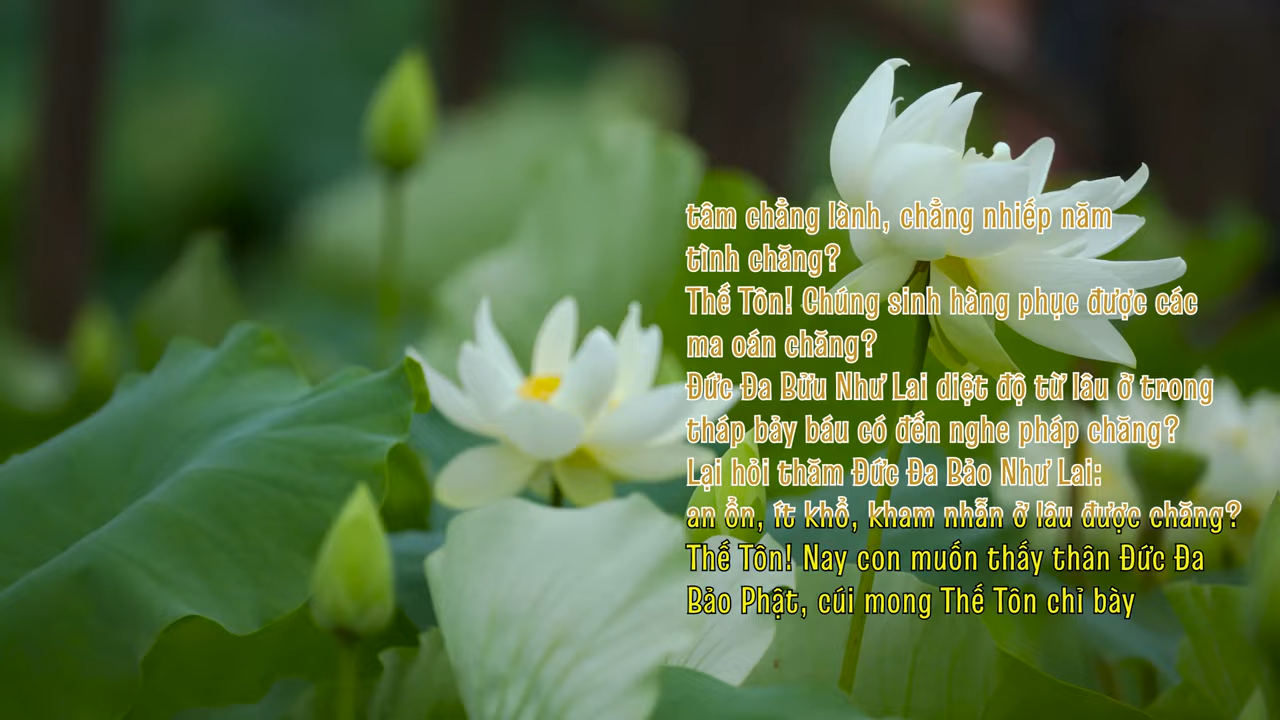 tâm chẳng lành, chẳng nhiếp năm
tình chăng?
Thế Tôn! Chúng sinh hàng phục được các
ma oán chăng?
Đức Đa Bửu Như Lai diệt độ từ lâu ở trong
tháp bảy báu có đến nghe pháp chăng?
Lại hỏi thăm Đức Đa Bảo Như Lai:
an ổn, ít khổ, kham nhẫn ở lâu được chăng?
Thế Tôn! Nay con muốn thấy thân Đức Đa
Bảo Phật, cúi mong Thế Tôn chỉ bày